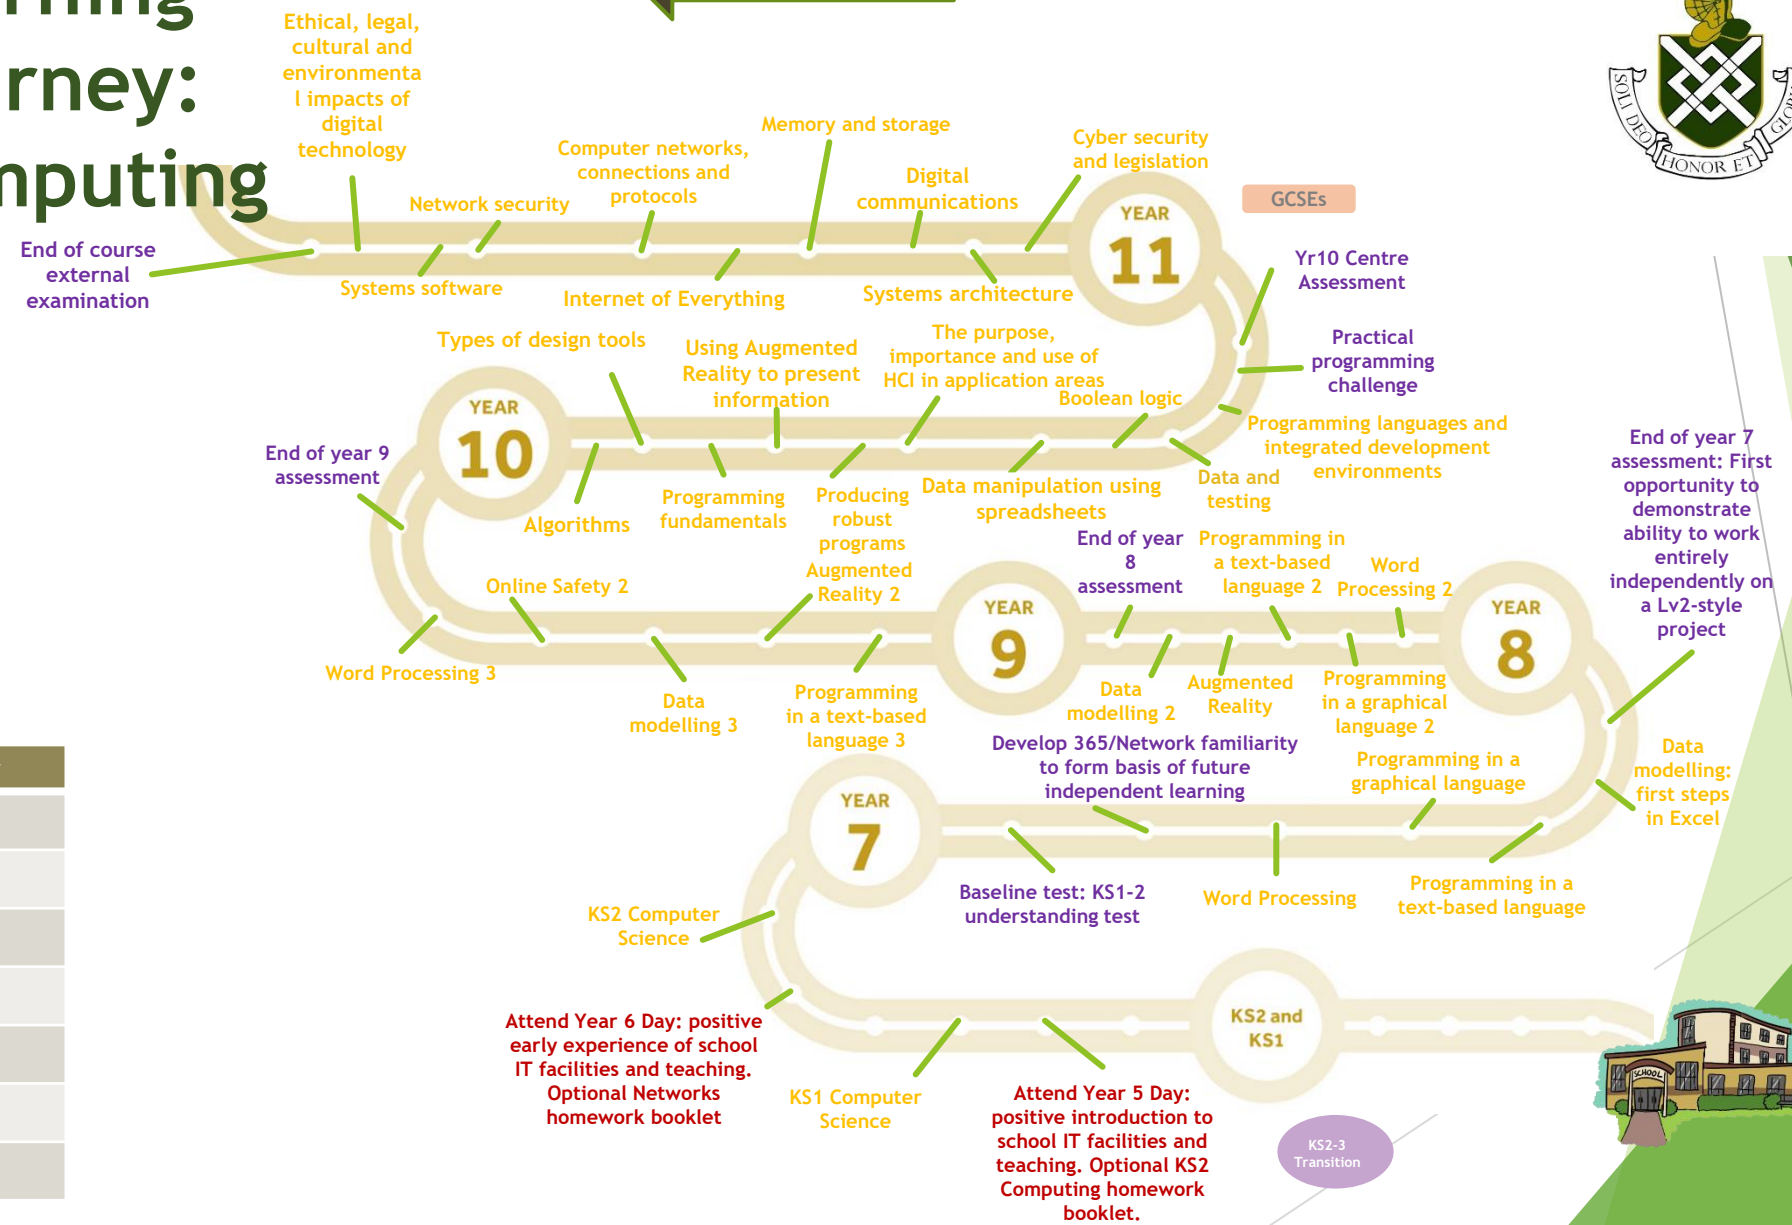 rning
rney:
mputing
Ethical, legal,
cultural and
environmenta
l impacts of
digital
technology
Network security
Computer networks,
connections and
protocols
Memory and storage
Digital
communications
Cyber security
and legislation
YEAR
11
GCSEs
SOLI DEO
HONOR ET
End of course
external
examination
Systems software
Internet of Everything
Systems architecture
Yr10 Centre
Assessment
Practical
programming
challenge
Programming languages and
integrated development
environments
Types of design tools
Using Augmented
Reality to present
information
The purpose,
importance and use of
HCI in application areas
Boolean logic
YEAR
10
End of year 9
assessment
Algorithms
Programming
fundamentals
Producing
robust
programs
Data manipulation using
spreadsheets
Data and
testing
End of year 7
assessment: First
opportunity to
demonstrate
ability to work
entirely
independently on
a Lv2-style
project
Online Safety 2
Augmented
Reality 2
YEAR
9
End of year
8
assessment
Programming in
a text-based
language 2
Word
Processing 2
YEAR
8
Word Processing 3
Data
modelling 3
Programming
in a text-based
language 3
Data
modelling 2
Augmented
Reality
Programming
in a graphical
language 2
Data
modelling:
first steps
in Excel
YEAR
7
Develop 365/Network familiarity
to form basis of future
independent learning
Programming in a
graphical language
KS2 Computer
Science
Baseline test: KS1-2
understanding test
Word Processing
Programming in a
text-based language
Attend Year 6 Day: positive
early experience of school
IT facilities and teaching.
Optional Networks
homework booklet
KS1 Computer
Science
Attend Year 5 Day:
positive introduction to
school IT facilities and
teaching. Optional KS2
Computing homework
booklet.
KS2 and
KS1
KS2-3
Transition
SCHOOL